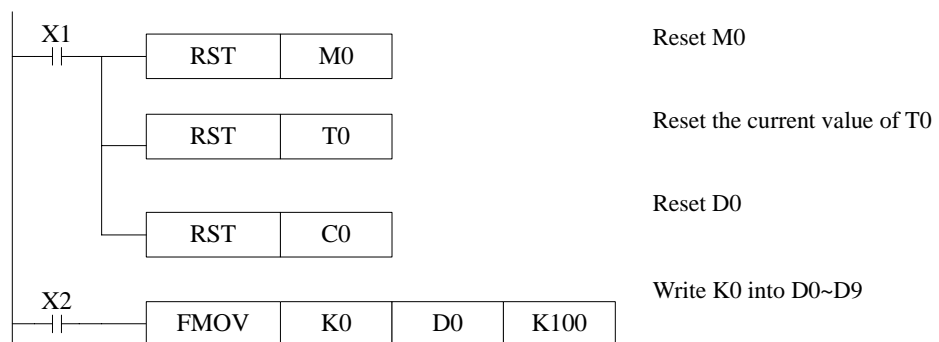 X1
RST M0 Reset M0
RST T0 Reset the current value of T0
RST C0 Reset D0
X2
FMOV K0 D0 K100 Write K0 into D0~D9